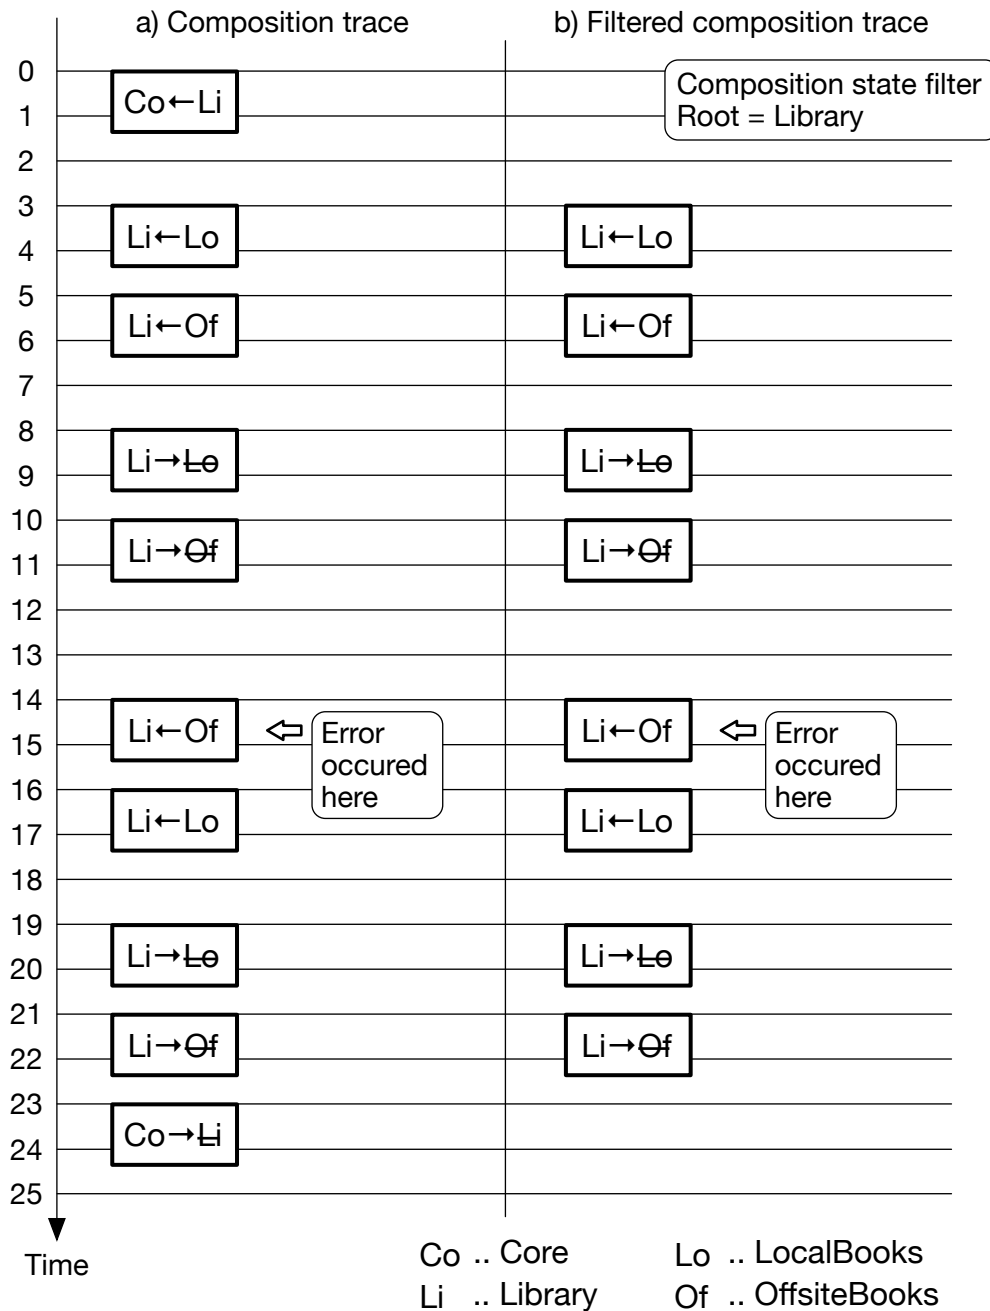 a) Composition trace b) Filtered composition trace
0
Composition state filter
Co←Li
1
Root = Library
2
3
Li←Lo Li←Lo
4
5
Li←Of Li←Of
6
7
8
Li→Lo Li→Lo
9
10
Li→Of Li→Of
11
12
13
14
Li←Of Error Li←Of Error
15
occured occured
16
here here
Li←Lo Li←Lo
17
18
19
Li→Lo Li→Lo
20
21
Li→Of Li→Of
22
23
Co→Li
24
25
Time
Co .. Core Lo .. LocalBooks
Li .. Library Of .. OffsiteBooks